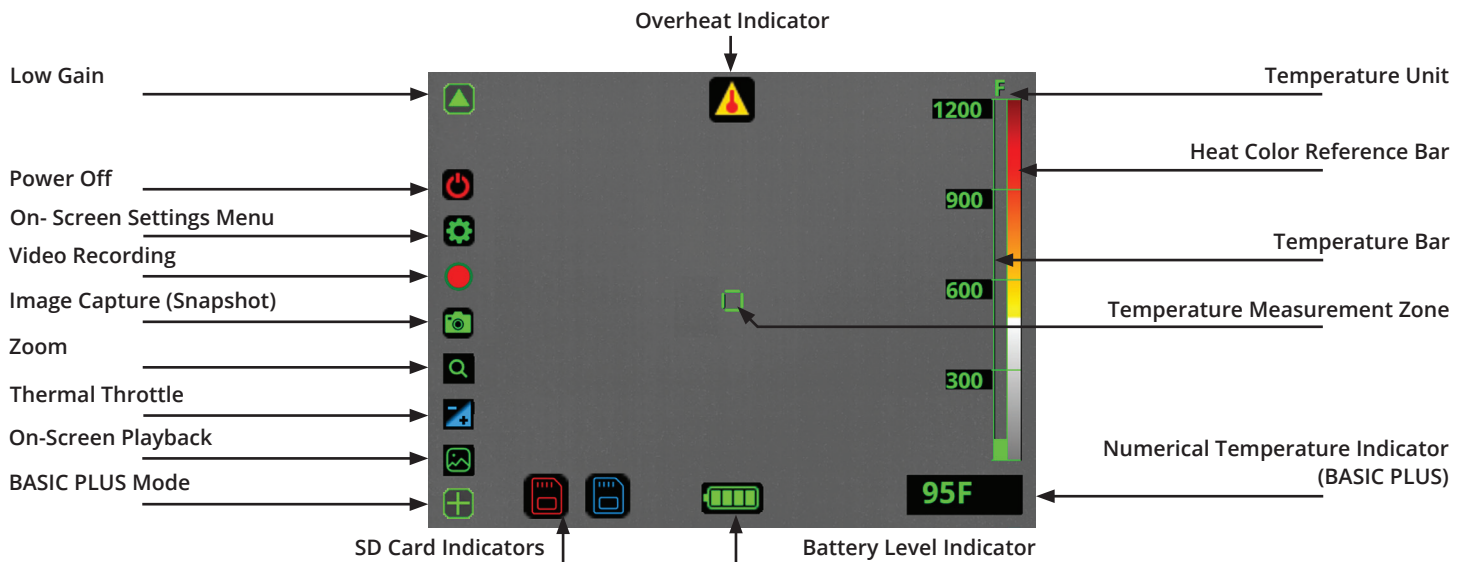 Overheat Indicator
Low Gain
Temperature Unit
F
1200
Heat Color Reference Bar
Power Off
900
On- Screen Settings Menu
Temperature Bar
Video Recording
600
Image Capture (Snapshot)
Temperature Measurement Zone
Zoom
300
Thermal Throttle
On-Screen Playback
Numerical Temperature Indicator
(BASIC PLUS)
BASIC PLUS Mode
95F
SD Card Indicators
Battery Level Indicator